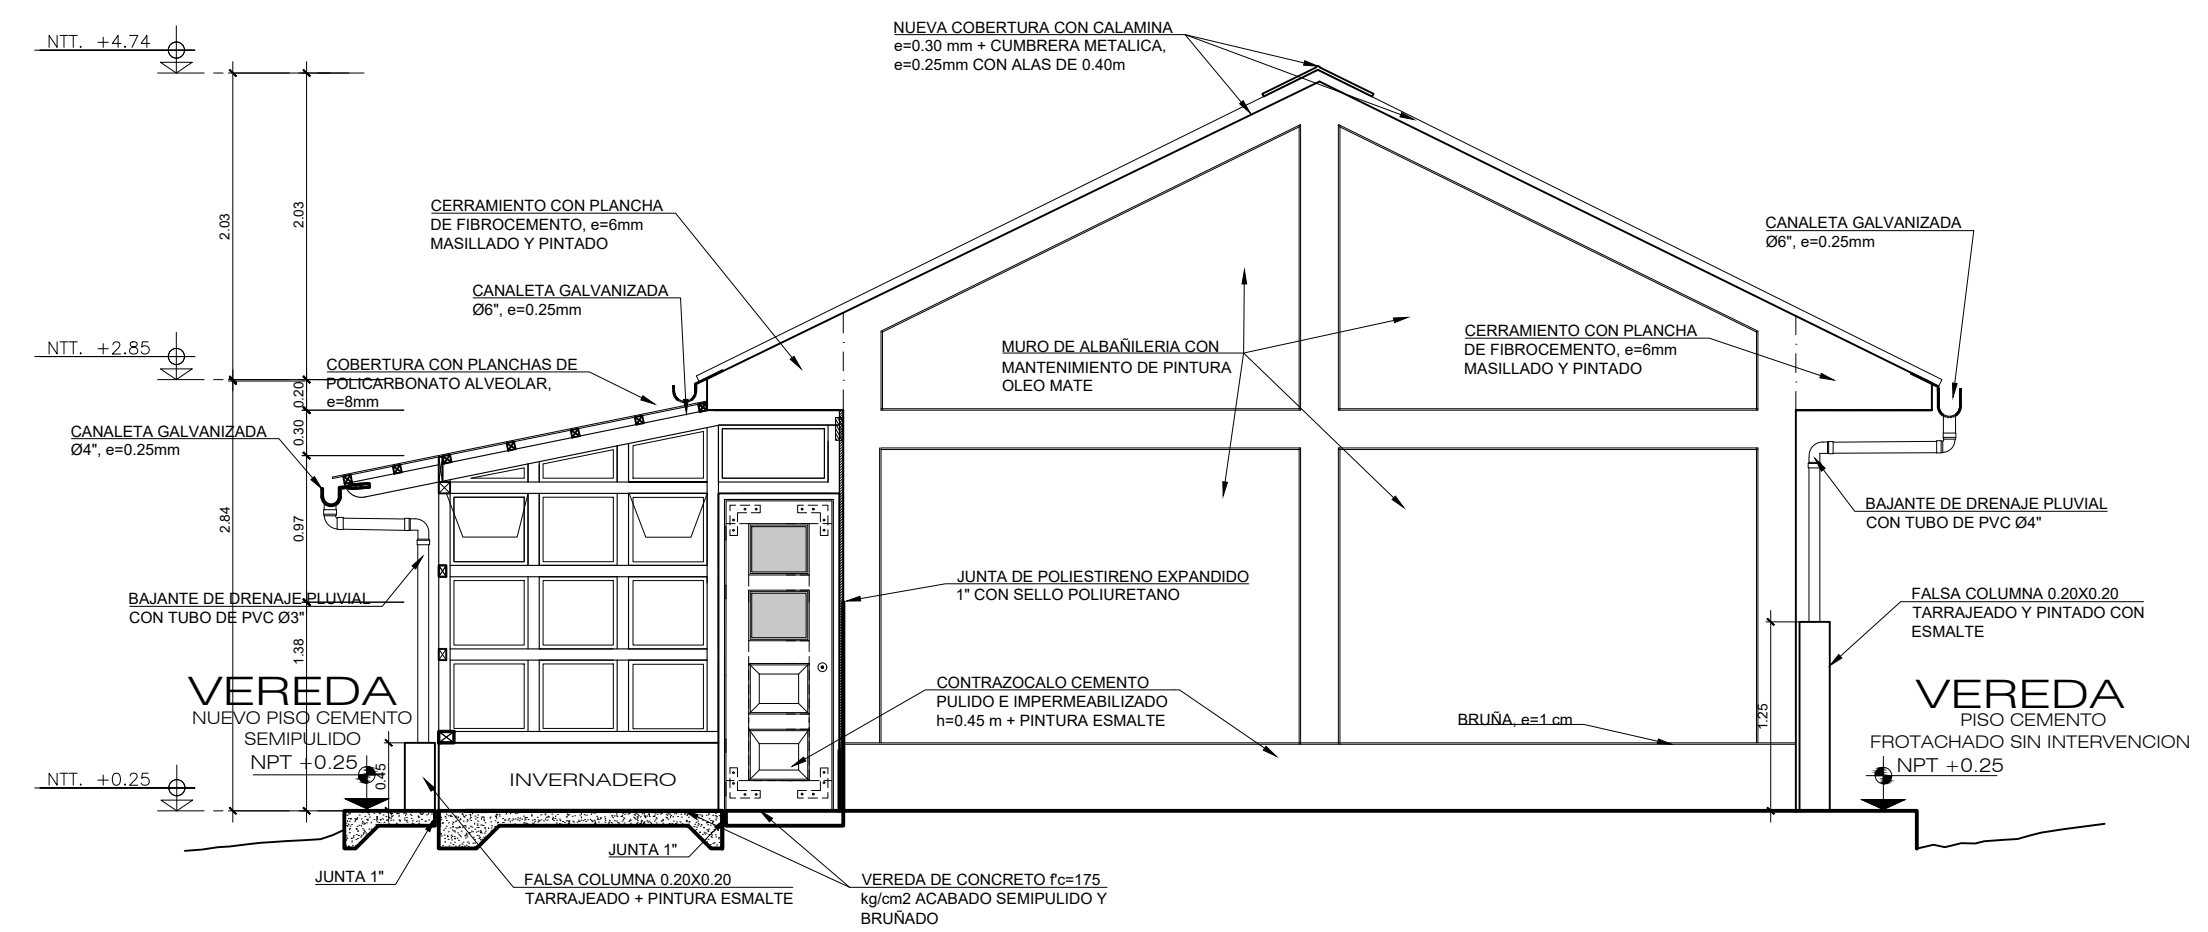 NTT. +4.74
NUEVA COBERTURA CON CALAMINA
e=0.30 mm + CUMBRERA METALICA,
e=0.25mm CON ALAS DE 0.40m
2.03
2.03
CERRAMIENTO CON PLANCHA
DE FIBROCEMENTO, e=6mm
MASILLADO Y PINTADO
CANALETA GALVANIZADA
Ø6", e=0.25mm
CANALETA GALVANIZADA
Ø6", e=0.25mm
NTT. +2.85
COBERTURA CON PLANCHAS DE
POLICARBONATO ALVEOLAR,
e=8mm
0.20
0.30
MURO DE ALBAÑILERIA CON
MANTENIMIENTO DE PINTURA
OLEO MATE
CERRAMIENTO CON PLANCHA
DE FIBROCEMENTO, e=6mm
MASILLADO Y PINTADO
CANALETA GALVANIZADA
Ø4", e=0.25mm
2.84
0.97
BAJANTE DE DRENAJE PLUVIAL
CON TUBO DE PVC Ø4"
BAJANTE DE DRENAJE PLUVIAL
CON TUBO DE PVC Ø3"
JUNTA DE POLIESTIRENO EXPANDIDO
1" CON SELLO POLIURETANO
FALSA COLUMNA 0.20X0.20
TARRAJEADO Y PINTADO CON
ESMALTE
1.38
VEREDA
NUEVO PISO CEMENTO
SEMIPULIDO
NPT +0.25
0.45
CONTRAZOCALO CEMENTO
PULIDO E IMPERMEABILIZADO
h=0.45 m + PINTURA ESMALTE
BRUÑA, e=1 cm
1.25
VEREDA
PISO CEMENTO
FROTACHADO SIN INTERVENCION
NPT +0.25
NTT. +0.25
INVERNADERO
JUNTA 1"
JUNTA 1"
FALSA COLUMNA 0.20X0.20
TARRAJEADO + PINTURA ESMALTE
VEREDA DE CONCRETO f'c=175
kg/cm2 ACABADO SEMIPULIDO Y
BRUÑADO